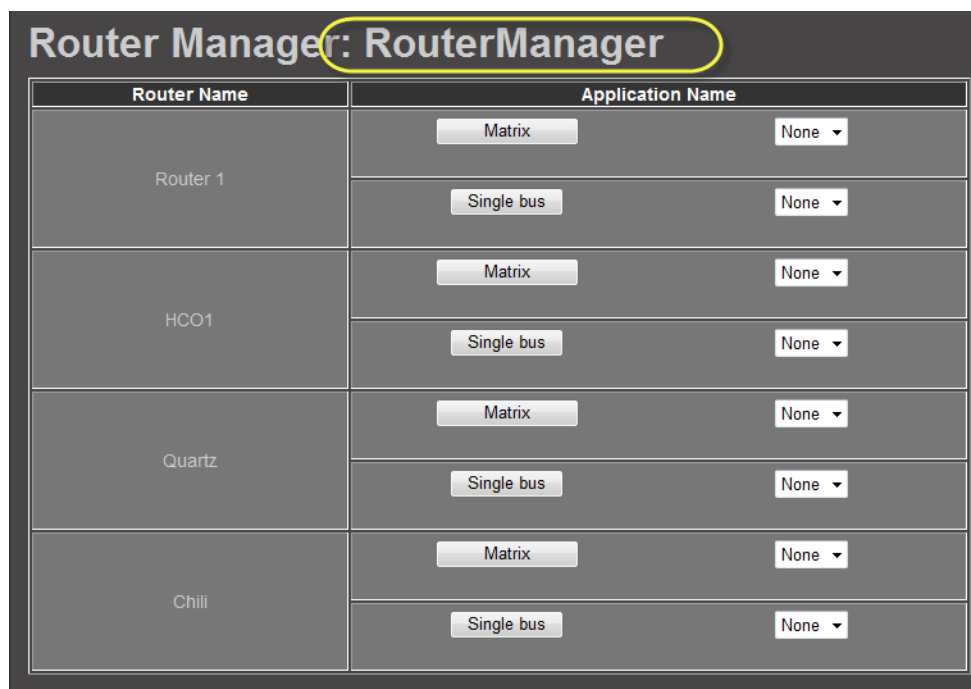 Router Manager: RouterManager
Router Name Application Name
Router 1
Matrix None
Single bus None
HCO1
Matrix None
Single bus None
Quartz
Matrix None
Single bus None
Chili
Matrix None
Single bus None